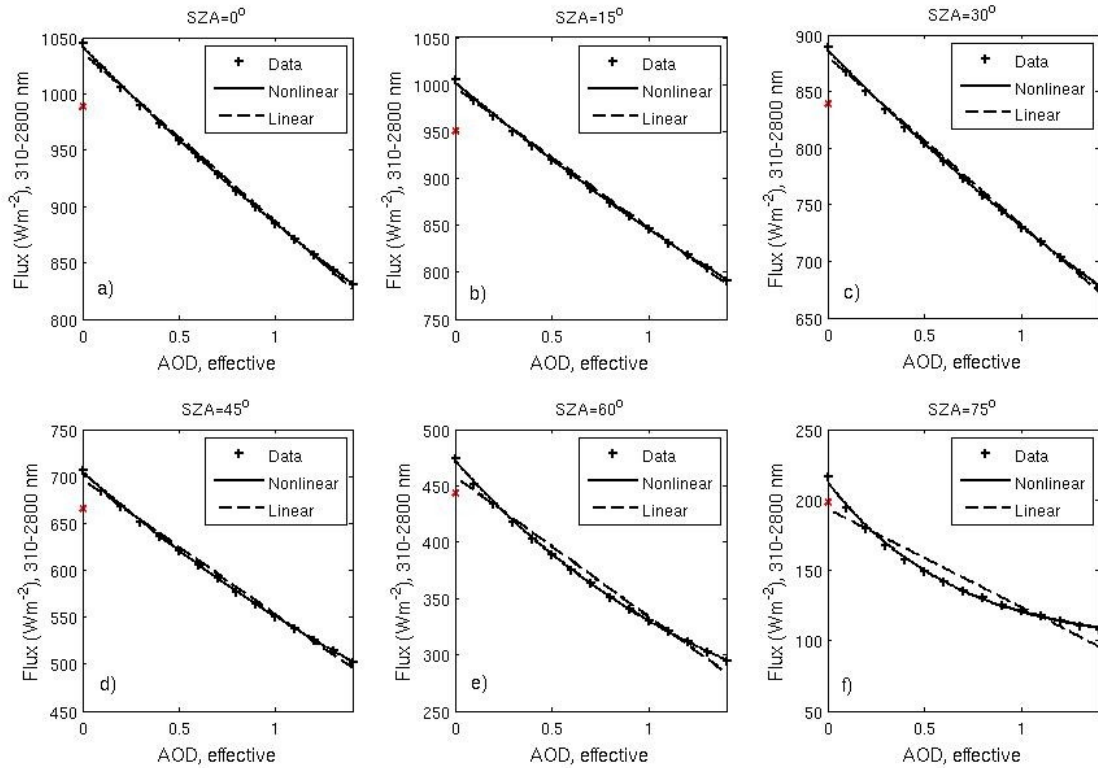 SZA=0⁰
1050
1000
950
900
850
800
0
0.5
1
Flux (Wm⁻²), 310-2800 nm
AOD, effective
Data
Nonlinear
Linear
a)
SZA=15⁰
1050
1000
950
900
850
800
750
0
0.5
1
Flux (Wm⁻²), 310-2800 nm
AOD, effective
Data
Nonlinear
Linear
b)
SZA=30⁰
900
850
800
750
700
650
0
0.5
1
Flux (Wm⁻²), 310-2800 nm
AOD, effective
Data
Nonlinear
Linear
c)
SZA=45⁰
750
700
650
600
550
500
450
0
0.5
1
Flux (Wm⁻²), 310-2800 nm
AOD, effective
Data
Nonlinear
Linear
d)
SZA=60⁰
500
450
400
350
300
250
0
0.5
1
Flux (Wm⁻²), 310-2800 nm
AOD, effective
Data
Nonlinear
Linear
e)
SZA=75⁰
250
200
150
100
50
0
0.5
1
Flux (Wm⁻²), 310-2800 nm
AOD, effective
Data
Nonlinear
Linear
f)